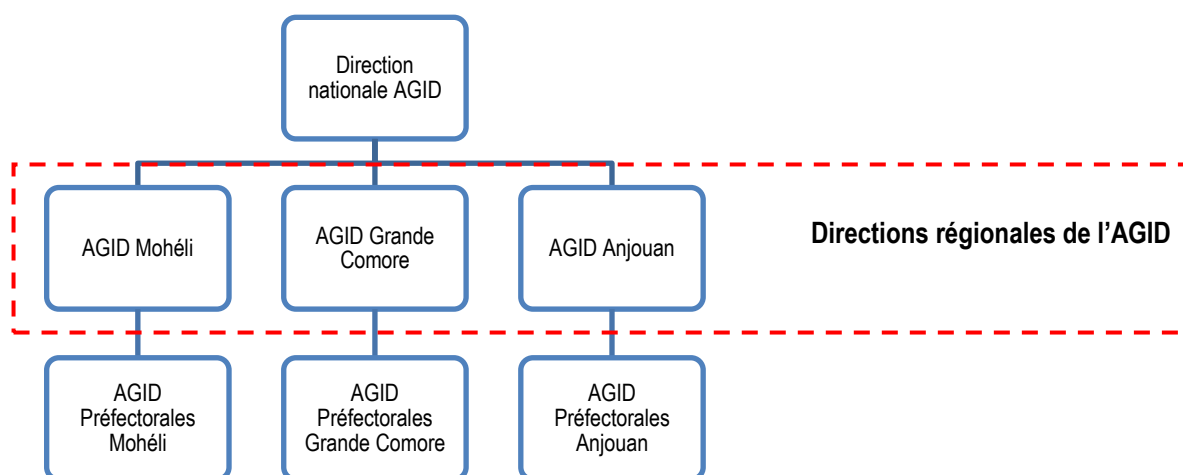 Direction
nationale AGID
AGID Mohéli
AGID Grande
Comore
AGID Anjouan
Directions régionales de l'AGID
AGID
Préfectorales
Mohéli
AGID
Préfectorales
Grande Comore
AGID
Préfectorales
Anjouan